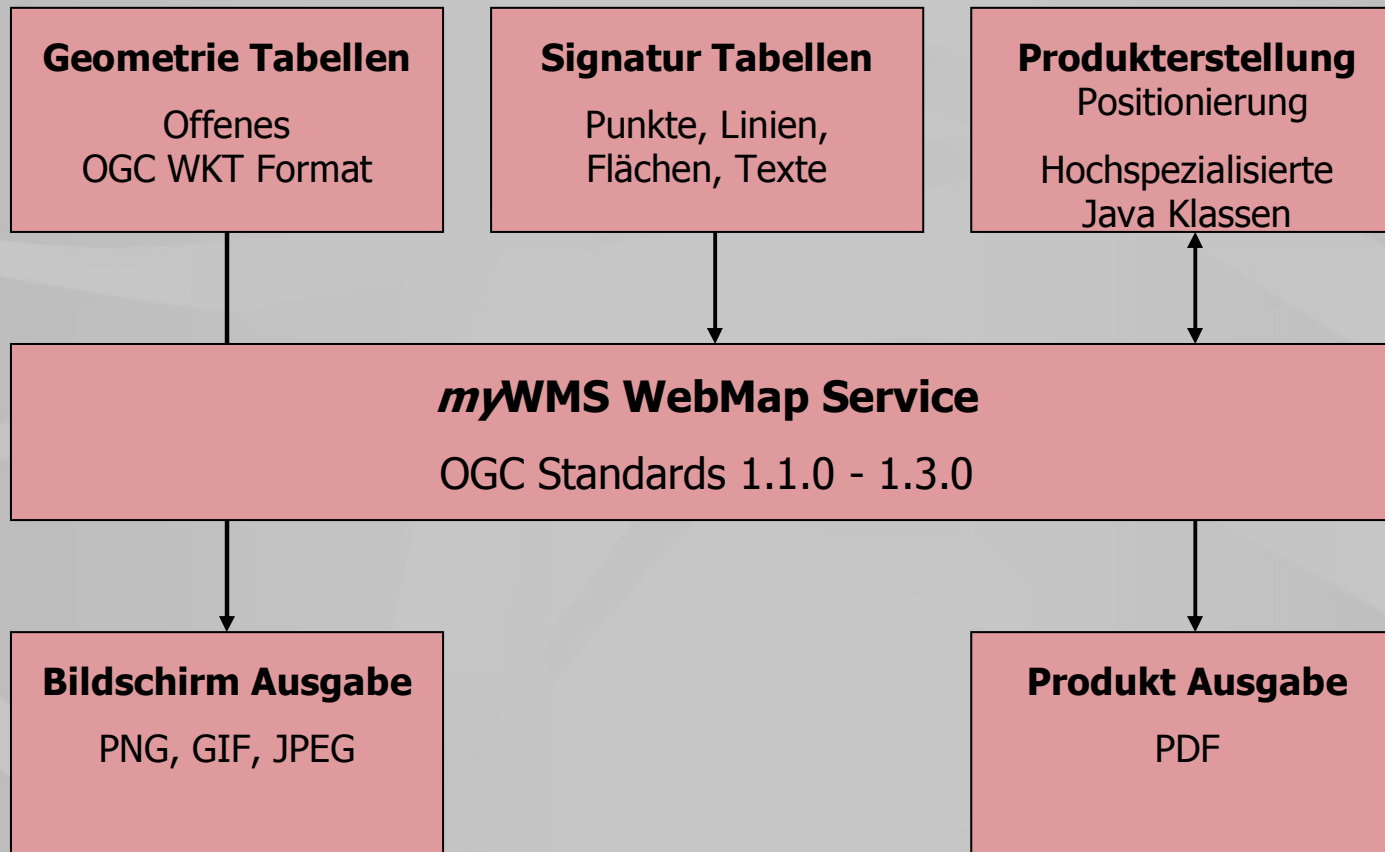 Geometrie Tabellen
Offenes
OGC WKT Format
Signatur Tabellen
Punkte, Linien,
Flächen, Texte
Produkterstellung
Positionierung
Hochspezialisierte
Java Klassen
myWMS WebMap Service
OGC Standards 1.1.0 - 1.3.0
Bildschirm Ausgabe
PNG, GIF, JPEG
Produkt Ausgabe
PDF